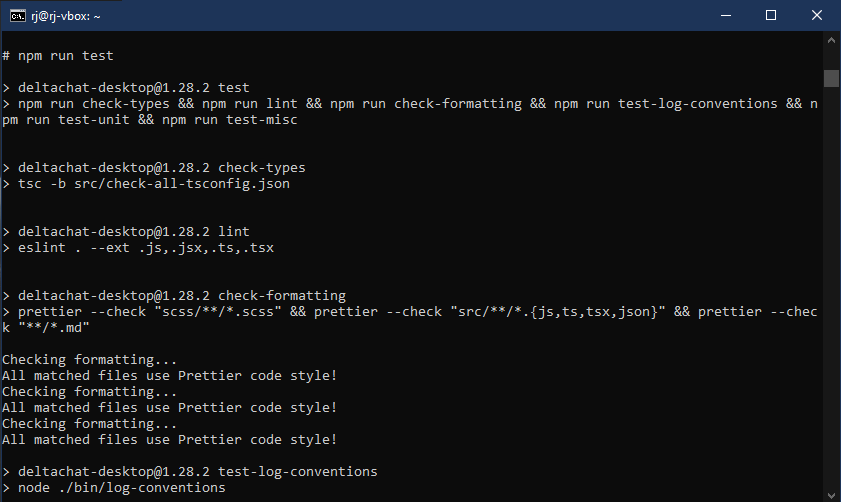 rj@rj-vbox: ~
# npm run test
> deltachat-desktop@1.28.2 test
> npm run check-types && npm run lint && npm run check-formatting && npm run test-log-conventions && n
pm run test-unit && npm run test-misc
> deltachat-desktop@1.28.2 check-types
> tsc -b src/check-all-tsconfig.json
> deltachat-desktop@1.28.2 lint
> eslint . --ext .js,.jsx,.ts,.tsx
> deltachat-desktop@1.28.2 check-formatting
> prettier --check "scss/**/*.scss" && prettier --check "src/**/*.{js,ts,tsx,json}" && prettier --chec
k "**/*.md"
Checking formatting...
All matched files use Prettier code style!
Checking formatting...
All matched files use Prettier code style!
Checking formatting...
All matched files use Prettier code style!
> deltachat-desktop@1.28.2 test-log-conventions
> node ./bin/log-conventions